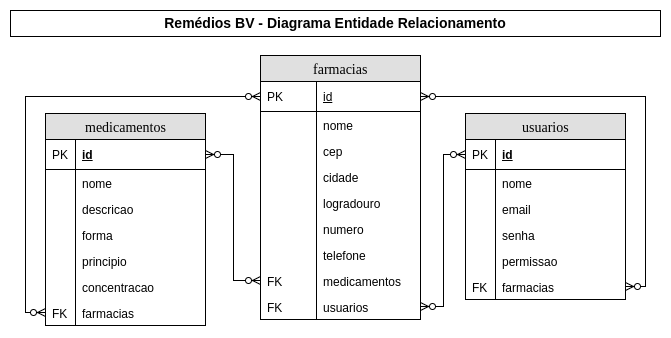 Remédios BV - Diagrama Entidade Relacionamento
farmacias
PK id
nome
cep
cidade
logradouro
numero
telefone
FK medicamentos
FK usuarios
medicamentos
PK id
nome
descricao
forma
principio
concentracao
FK farmacias
usuarios
PK id
nome
email
senha
permissao
FK farmacias